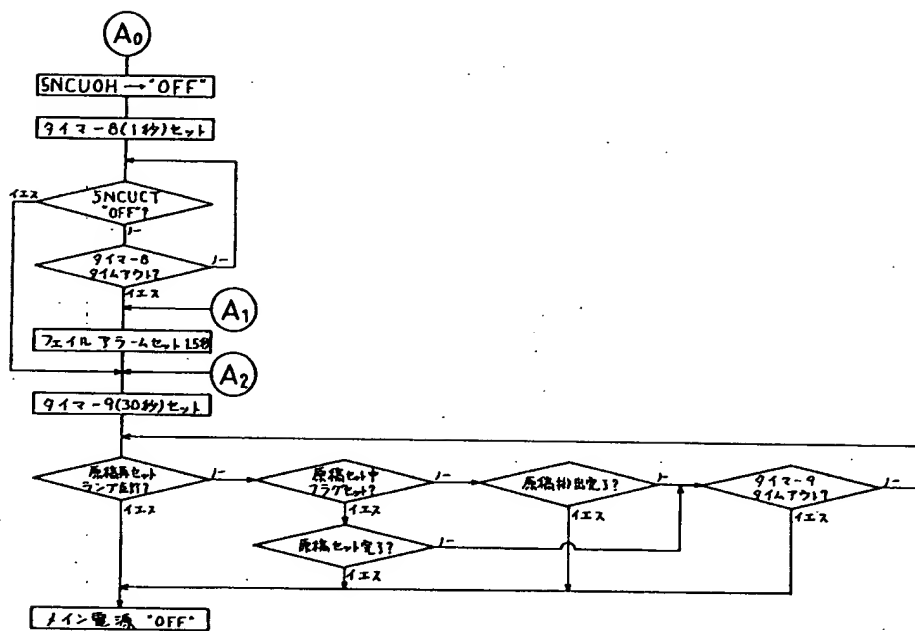 A0
SNCUOH→"OFF"
タイマー8(1秒)セット
イエス
SNCUCT
"OFF"?
ノー
タイマー8
タイムアウト?
ノー
イエス
A1
フェイルアラームセット1.5秒
A2
タイマー9(30秒)セット
原稿再セット
ランプ点灯?
ノー
イエス
原稿セット中
フラグセット?
ノー
イエス
原稿排出完了?
ノー
イエス
タイマー9
タイムアウト?
ノー
イエス
原稿セット完了?
ノー
イエス
メイン電源 "OFF"